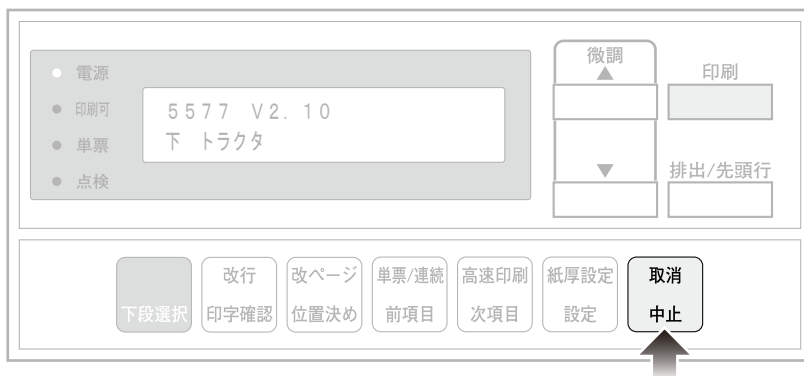 電源
印刷可
単票
点検
5577 V2.10
下 トラクタ
微調
印刷
排出/先頭行
下段選択
改行
印字確認
改ページ
位置決め
単票/連続
前項目
高速印刷
次項目
紙厚設定
設定
取消
中止